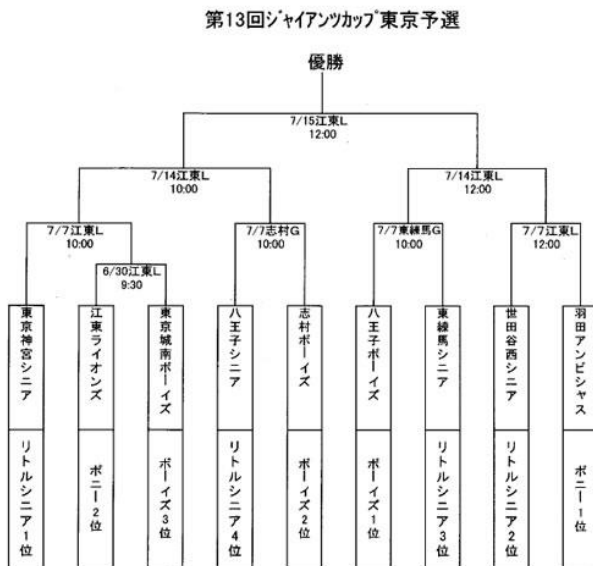 第13回ジャイアンツカップ東京予選
優勝
7/15江東L
12:00
7/14江東L
10:00
7/14江東L
12:00
7/7江東L
10:00
7/7志村G
10:00
7/7東練馬G
10:00
7/7江東L
12:00
6/30江東L
9:30
東京神宮シニア
江東ライオンズ
東京城南ボーイズ
八王子シニア
志村ボーイズ
八王子ボーイズ
東練馬シニア
世田谷西シニア
羽田アンビシャス
リトルシニア1位
ポニー2位
ボーイズ3位
リトルシニア4位
ボーイズ2位
ボーイズ1位
リトルシニア3位
リトルシニア2位
ポニー1位